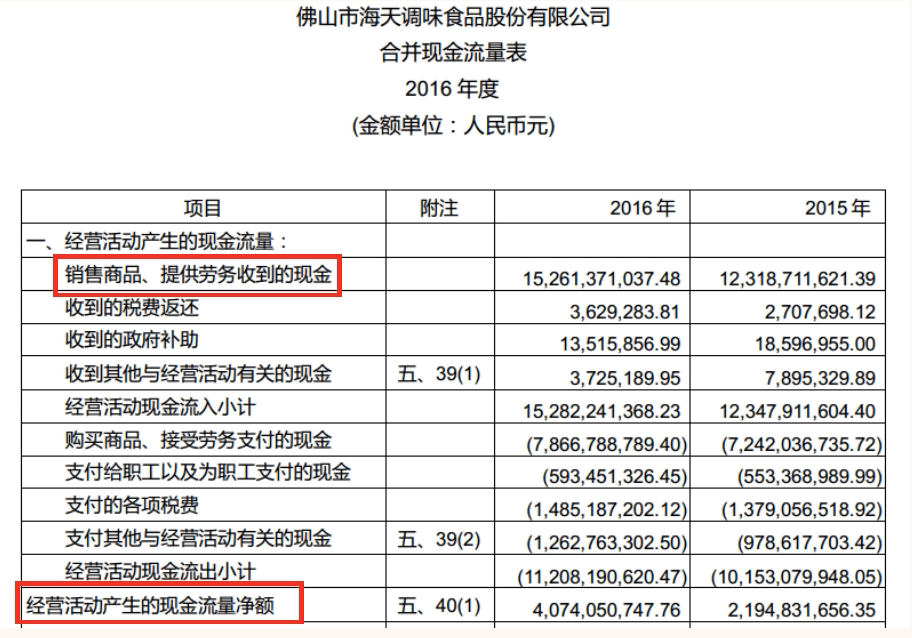 佛山市海天调味食品股份有限公司
合并现金流量表
2016 年度
(金额单位：人民币元)
项目 附注 2016 年 2015 年
一、经营活动产生的现金流量：
销售商品、提供劳务收到的现金 15,261,371,037.48 12,318,711,621.39
收到的税费返还 3,629,283.81 2,707,698.12
收到的政府补助 13,515,856.99 18,596,955.00
收到其他与经营活动有关的现金 五、39(1) 3,725,189.95 7,895,329.89
经营活动现金流入小计 15,282,241,368.23 12,347,911,604.40
购买商品、接受劳务支付的现金 (7,866,788,789.40) (7,242,036,735.72)
支付给职工以及为职工支付的现金 (593,451,326.45) (553,368,989.99)
支付的各项税费 (1,485,187,202.12) (1,379,056,518.92)
支付其他与经营活动有关的现金 五、39(2) (1,262,763,302.50) (978,617,703.42)
经营活动现金流出小计 (11,208,190,620.47) (10,153,079,948.05)
经营活动产生的现金流量净额 五、40(1) 4,074,050,747.76 2,194,831,656.35